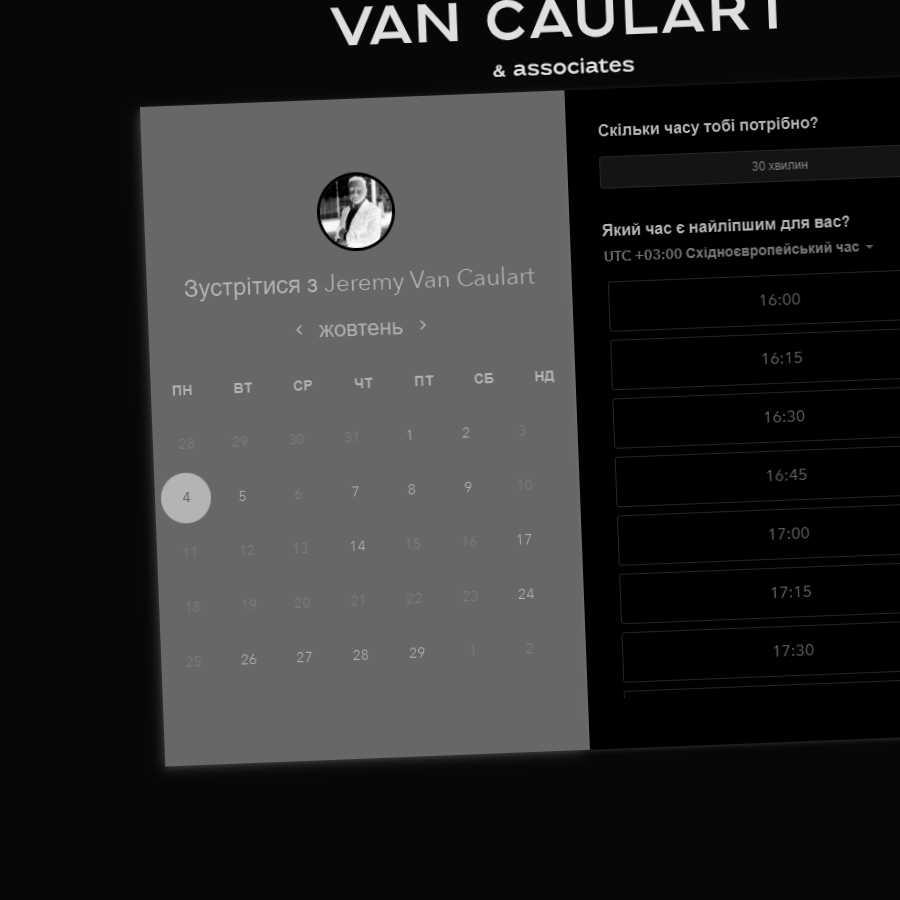 VAN CAULART
& associates
Зустрітися з Jeremy Van Caulart
жовтень
ПН ВТ СР ЧТ ПТ СБ НД
28 29 30 31 1 2 3
4 5 6 7 8 9 10
11 12 13 14 15 16 17
18 19 20 21 22 23 24
25 26 27 28 29 1 2
Скільки часу тобі потрібно?
30 хвилин
Який час є найліпшим для вас?
UTC +03:00 Східноєвропейський час
16:00
16:15
16:30
16:45
17:00
17:15
17:30